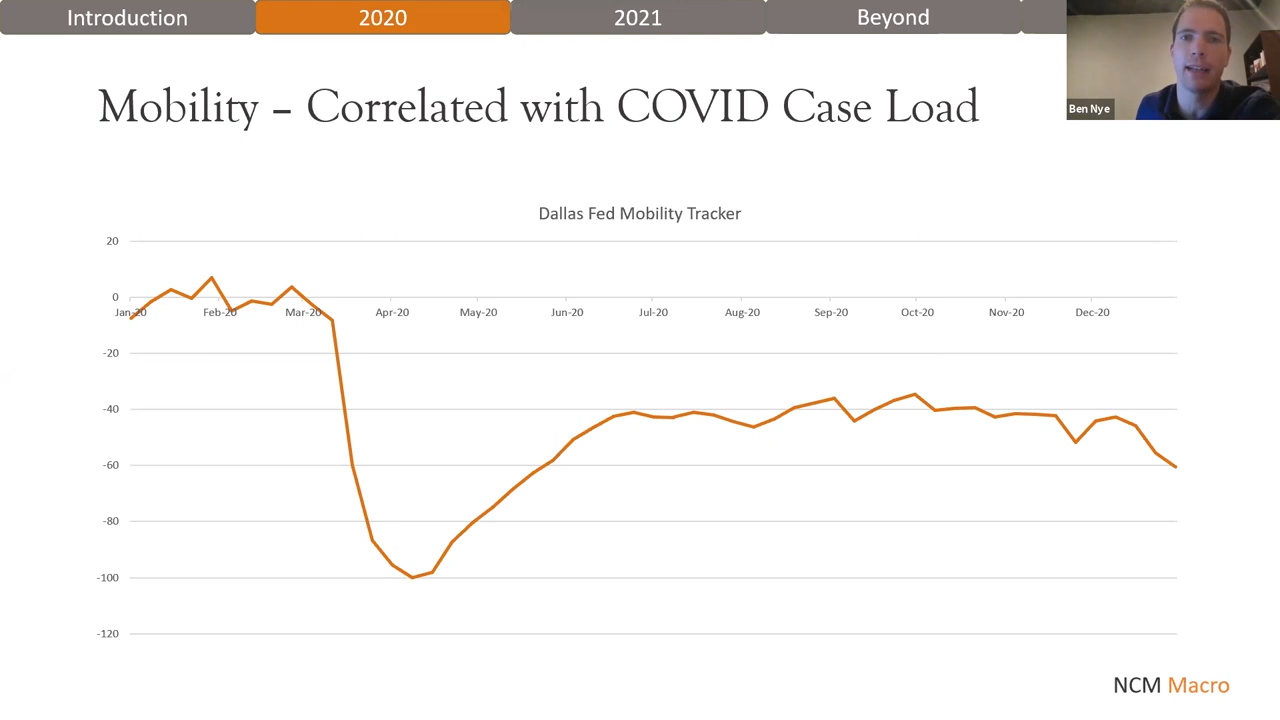 Introduction
2020
2021
Beyond
Ben Nye
Mobility – Correlated with COVID Case Load
Dallas Fed Mobility Tracker
20
0
Jan-20 Feb-20 Mar-20 Apr-20 May-20 Jun-20 Jul-20 Aug-20 Sep-20 Oct-20 Nov-20 Dec-20
-20
-40
-60
-80
-100
-120
NCM Macro